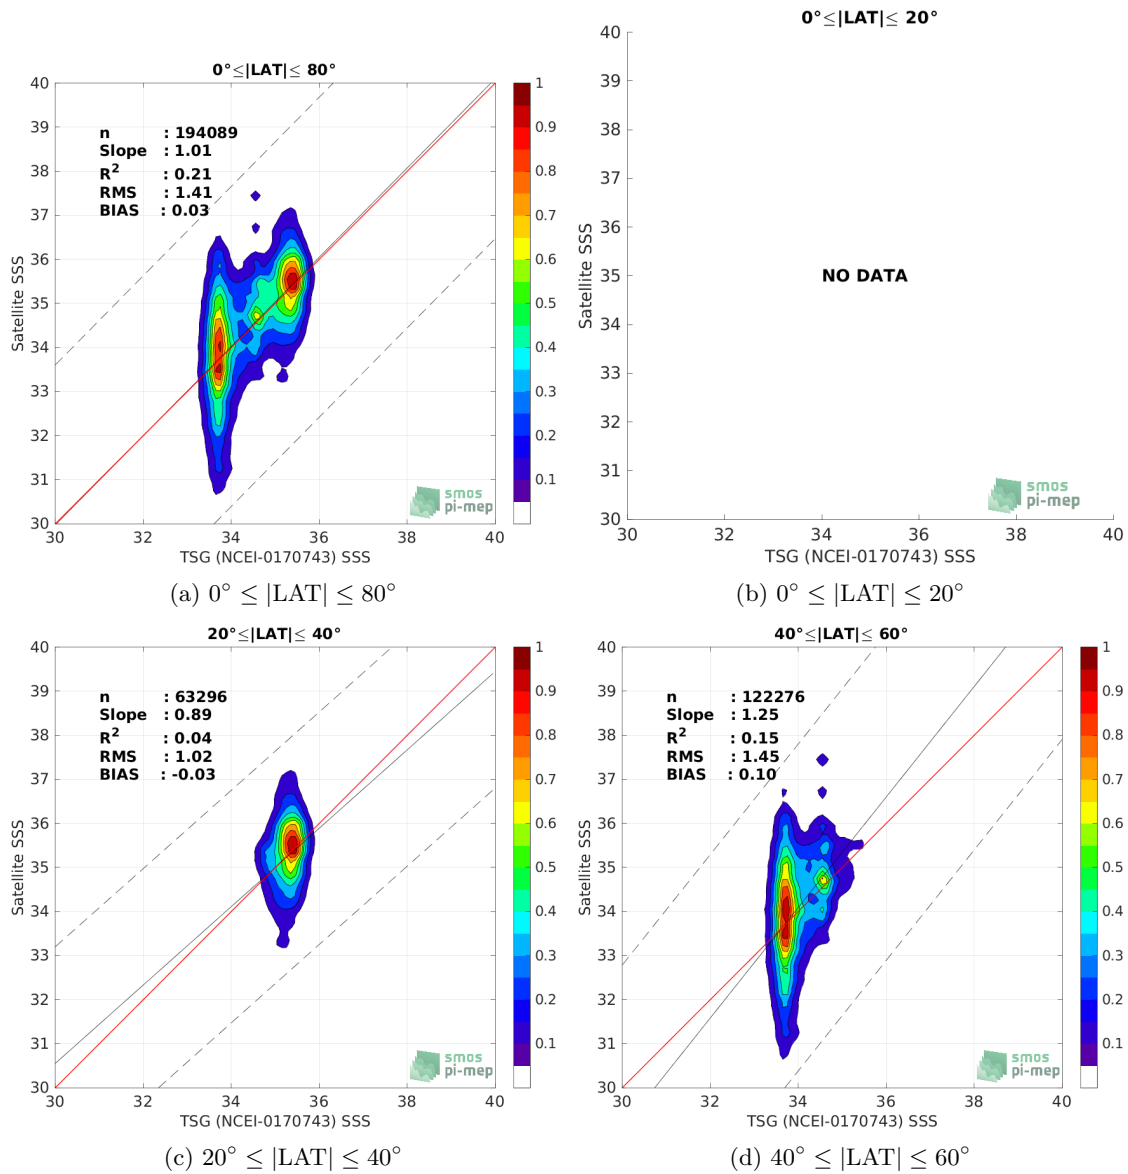 0°≤|LAT|≤ 80°
40
39
38
37
36
35
34
33
32
31
30
Satellite SSS
n : 194089
Slope : 1.01
R² : 0.21
RMS : 1.41
BIAS : 0.03
smos
pi-mep
30 32 34 36 38 40
TSG (NCEI-0170743) SSS
1
0.9
0.8
0.7
0.6
0.5
0.4
0.3
0.2
0.1
(a) 0° ≤ |LAT| ≤ 80°
0°≤|LAT|≤ 20°
40
39
38
37
36
35
34
33
32
31
30
Satellite SSS
NO DATA
smos
pi-mep
30 32 34 36 38 40
TSG (NCEI-0170743) SSS
(b) 0° ≤ |LAT| ≤ 20°
20°≤|LAT|≤ 40°
40
39
38
37
36
35
34
33
32
31
30
Satellite SSS
n : 63296
Slope : 0.89
R² : 0.04
RMS : 1.02
BIAS : -0.03
smos
pi-mep
30 32 34 36 38 40
TSG (NCEI-0170743) SSS
1
0.9
0.8
0.7
0.6
0.5
0.4
0.3
0.2
0.1
(c) 20° ≤ |LAT| ≤ 40°
40°≤|LAT|≤ 60°
40
39
38
37
36
35
34
33
32
31
30
Satellite SSS
n : 122276
Slope : 1.25
R² : 0.15
RMS : 1.45
BIAS : 0.10
smos
pi-mep
30 32 34 36 38 40
TSG (NCEI-0170743) SSS
1
0.9
0.8
0.7
0.6
0.5
0.4
0.3
0.2
0.1
(d) 40° ≤ |LAT| ≤ 60°